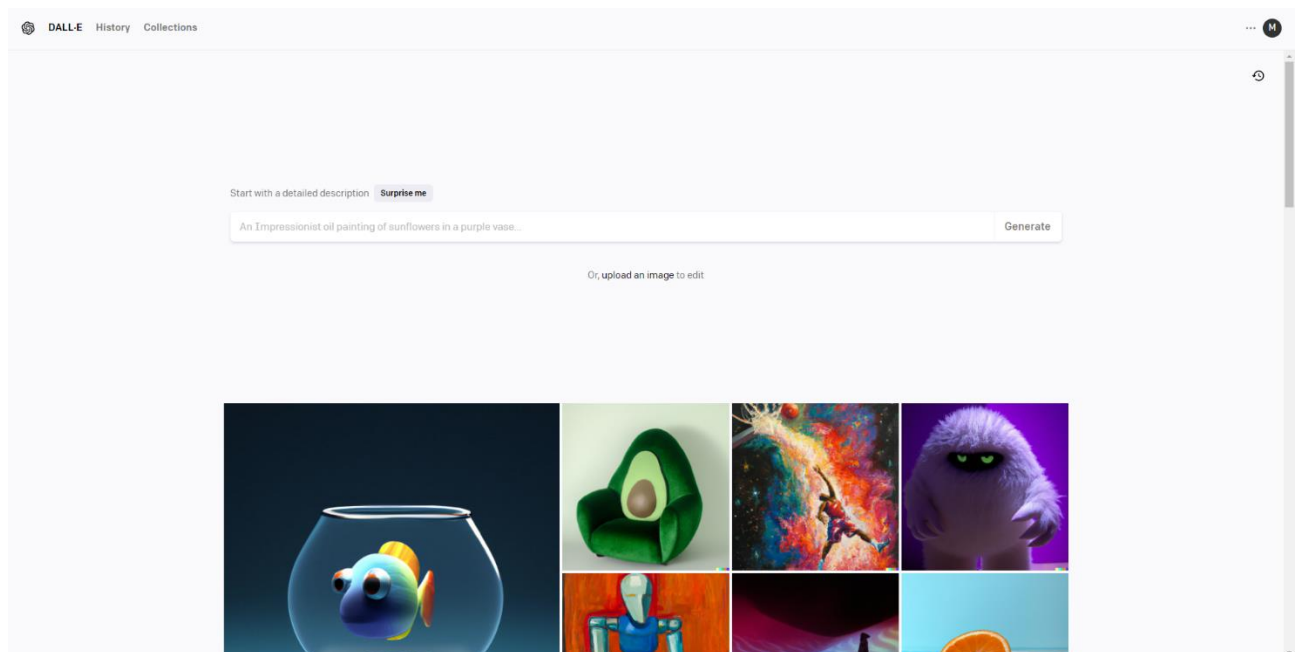 DALL·E History Collections ... M
Start with a detailed description Surprise me
An Impressionist oil painting of sunflowers in a purple vase... Generate
Or, upload an image to edit